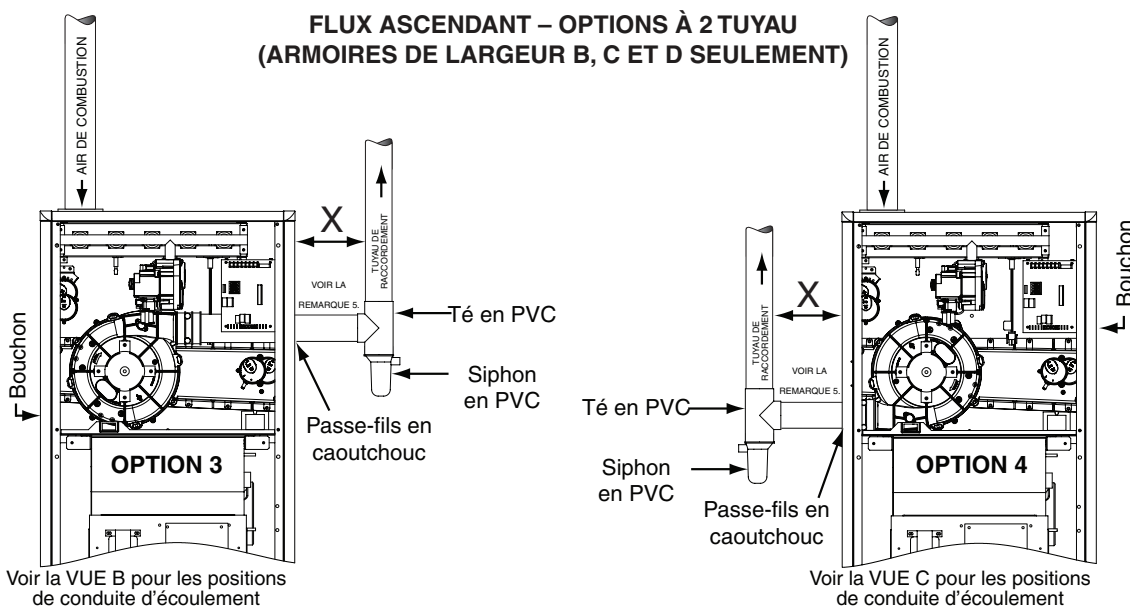 FLUX ASCENDANT – OPTIONS À 2 TUYAU
(ARMOIRES DE LARGEUR B, C ET D SEULEMENT)
AIR DE COMBUSTION
X
VOIR LA
REMARQUE 5.
TUYAU DE
RACCORDEMENT
Té en PVC
Siphon
en PVC
Passe-fils en
caoutchouc
Bouchon
OPTION 3
Voir la VUE B pour les positions
de conduite d'écoulement
AIR DE COMBUSTION
X
TUYAU DE
RACCORDEMENT
VOIR LA
REMARQUE 5.
Té en PVC
Siphon
en PVC
Passe-fils en
caoutchouc
Bouchon
OPTION 4
Voir la VUE C pour les positions
de conduite d'écoulement